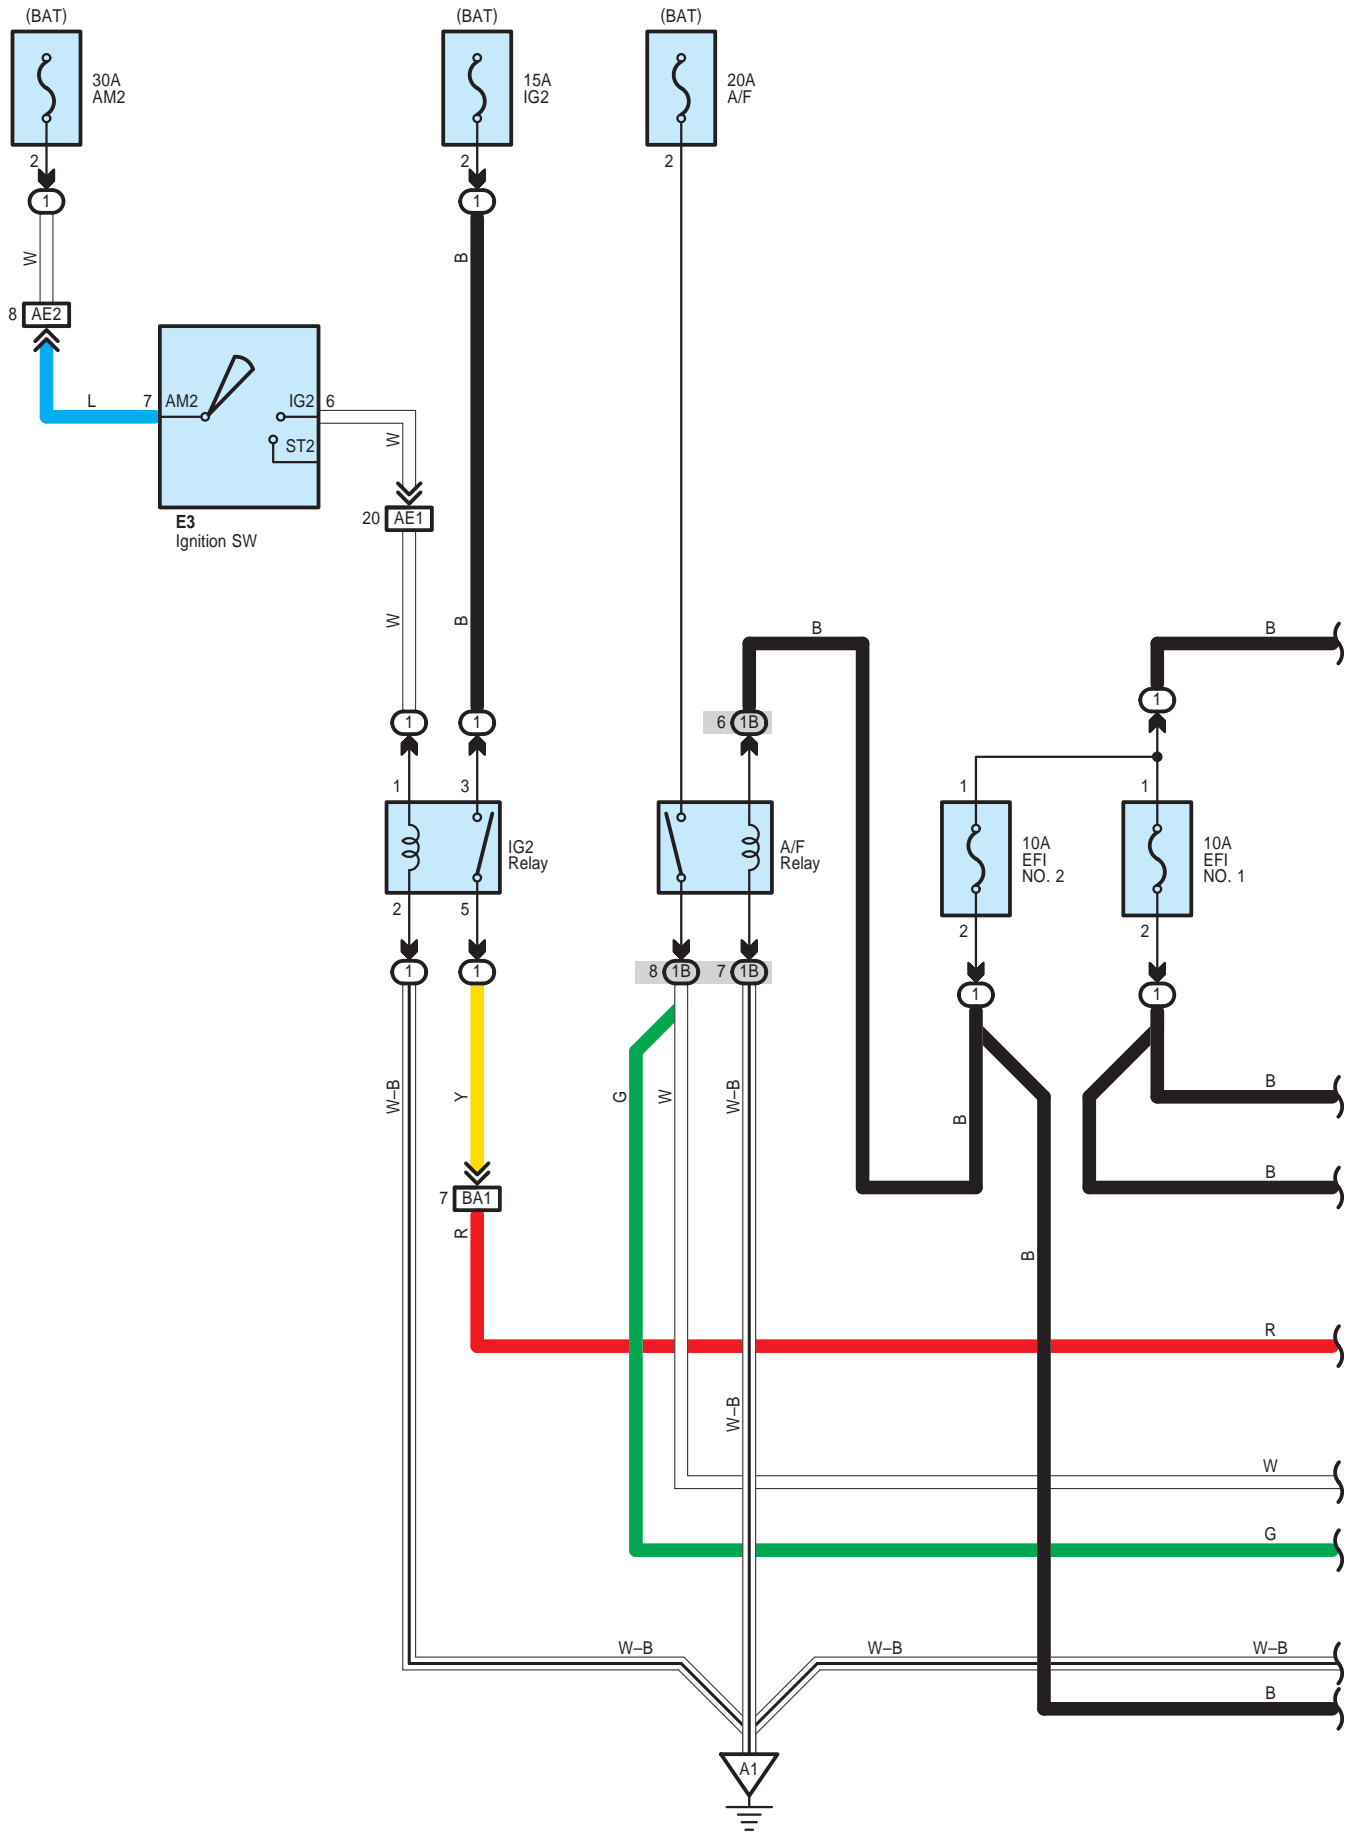 (BAT)
(BAT)
(BAT)
30A
AM2
15A
IG2
20A
A/F
2
2
2
1
1
W
B
8 AE2
L
7 AM2
IG2 6
ST2
W
E3
Ignition SW
20 AE1
W
B
B
B
1
1
1
6 1B
1
3
1
1
IG2
Relay
A/F
Relay
10A
EFI
NO. 2
10A
EFI
NO. 1
2
5
2
2
1
1
8 1B
7 1B
1
1
W–B
Y
G
W
W–B
B
B
B
7 BA1
R
B
R
W–B
W
G
W–B
W–B
W–B
B
A1